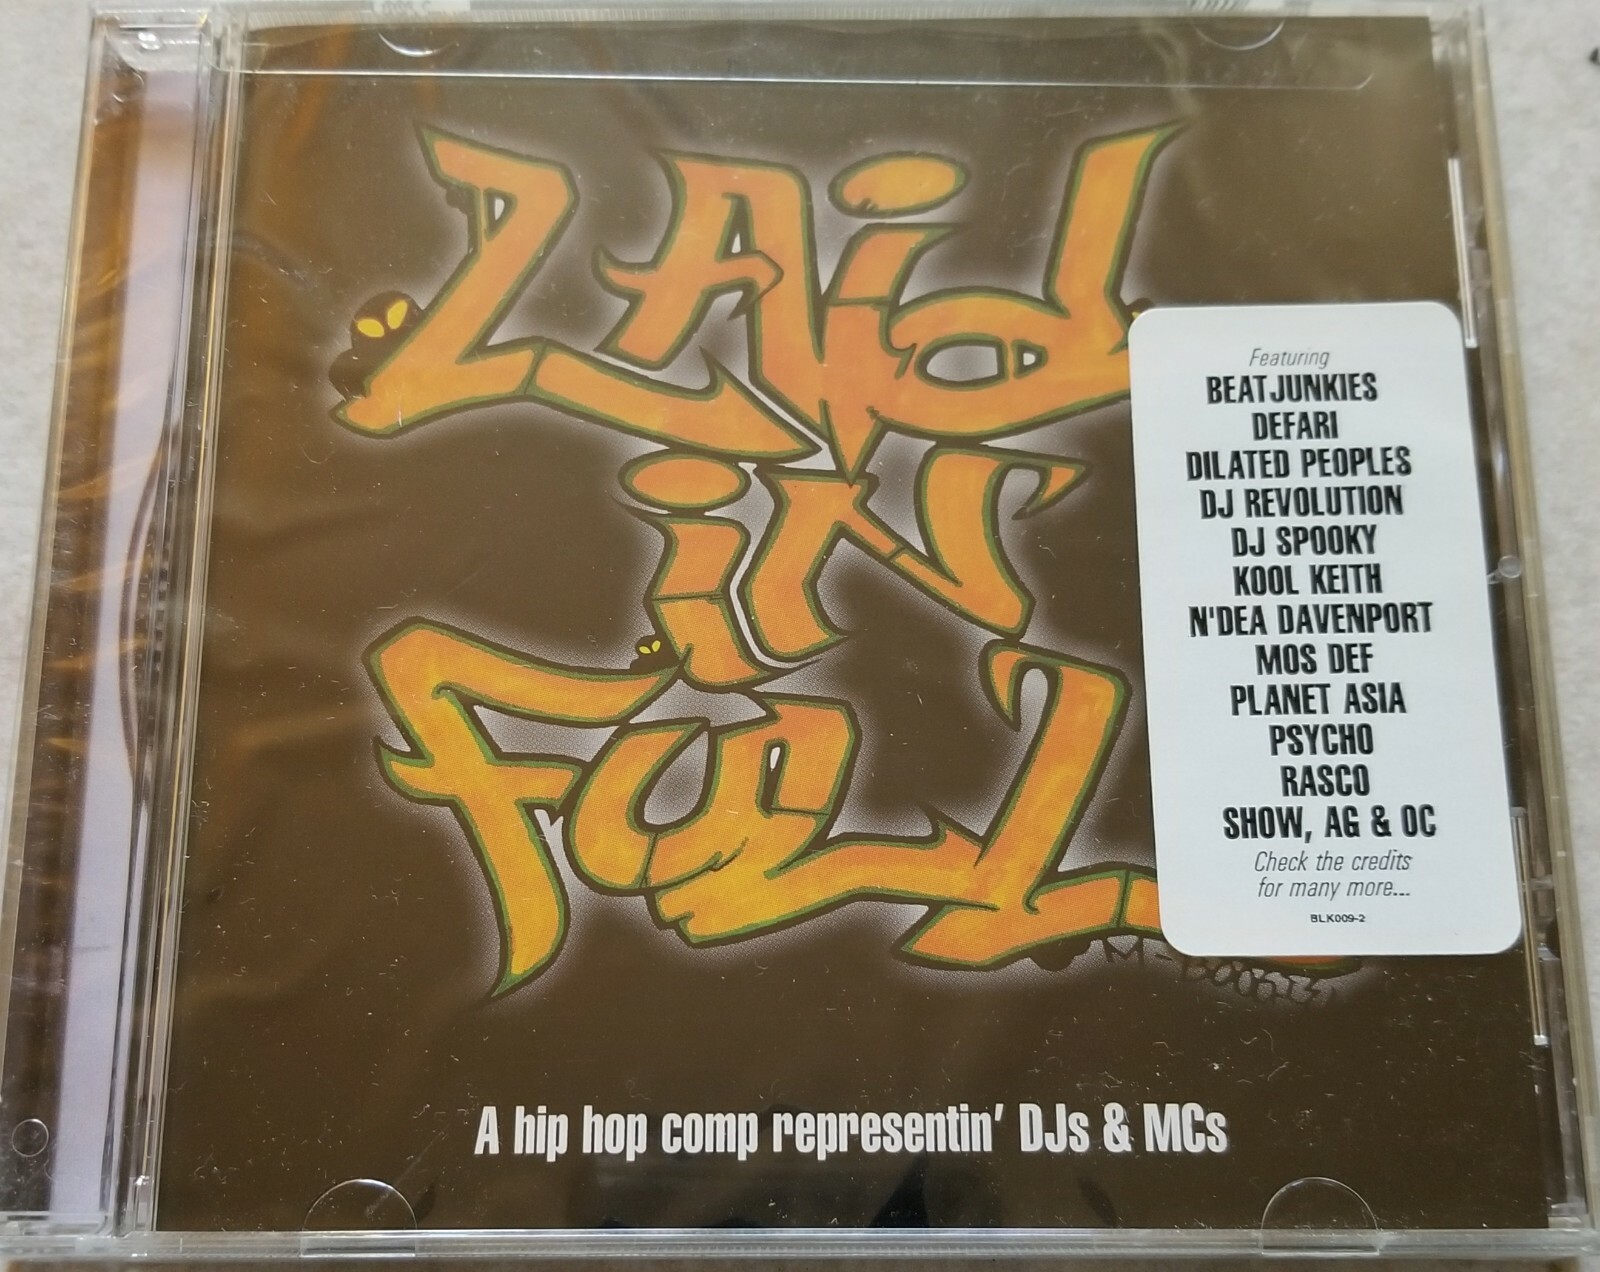 LAid
iN
FULL
Featuring
BEAT JUNKIES
DEFARI
DILATED PEOPLES
DJ REVOLUTION
DJ SPOOKY
KOOL KEITH
N'DEA DAVENPORT
MOS DEF
PLANET ASIA
PSYCHO
RASCO
SHOW, AG & OC
Check the credits
for many more...
BLK009-2
A hip hop comp representin' DJs & MCs